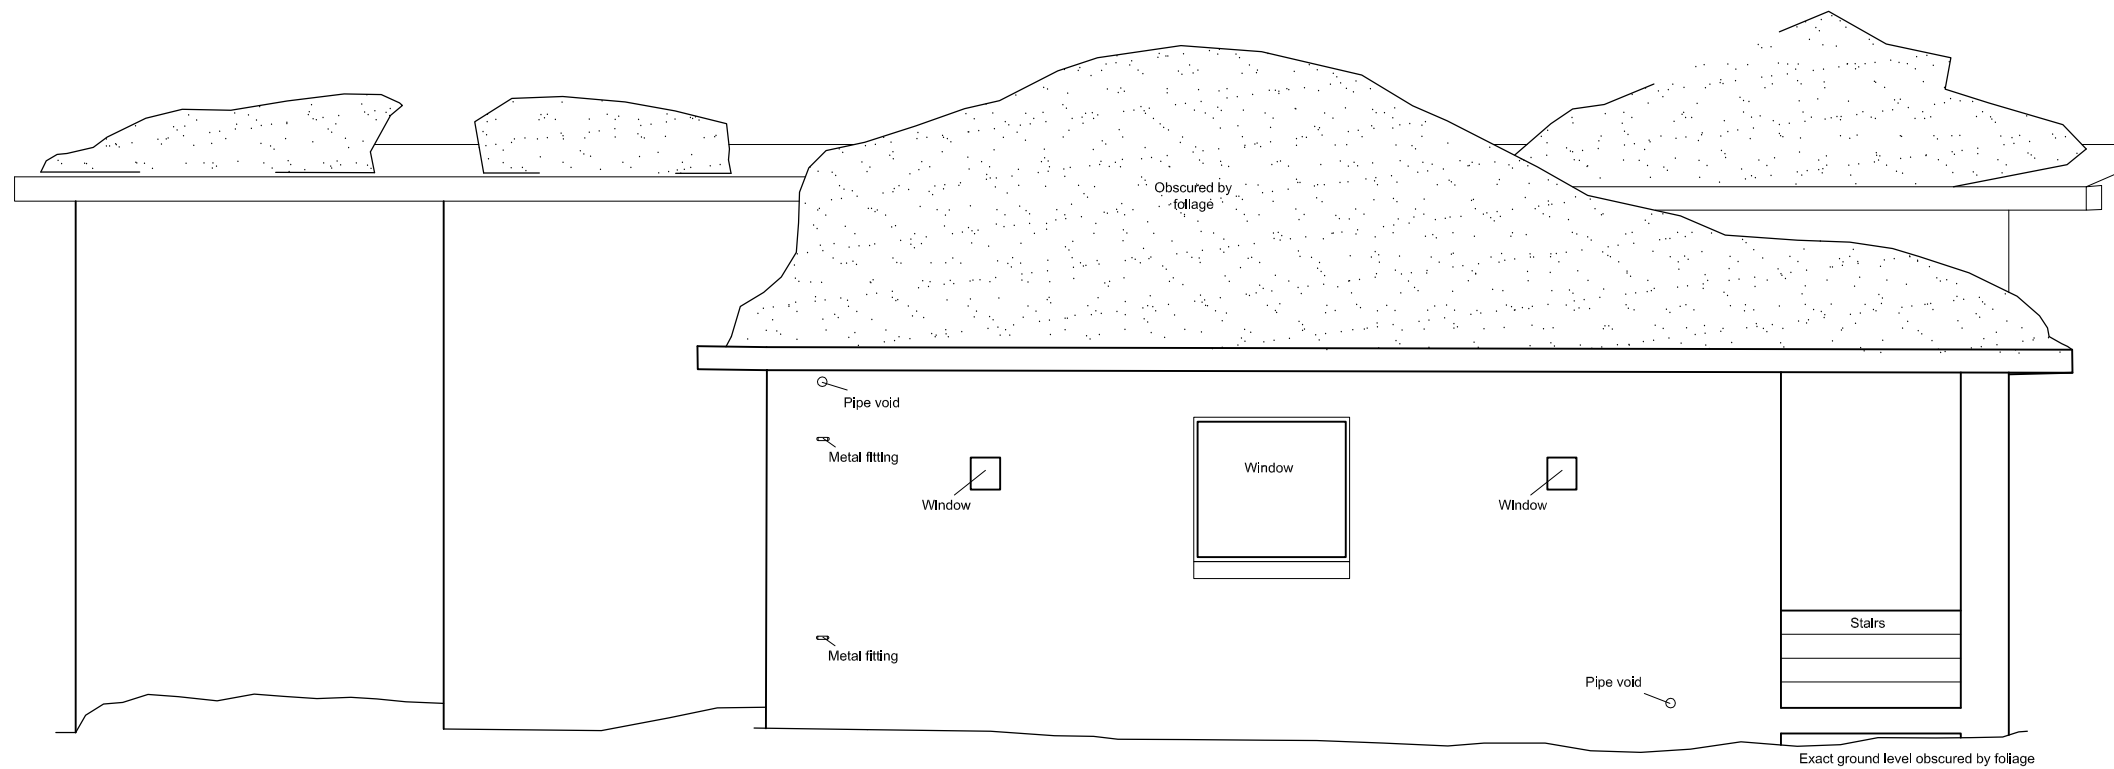 Obscured by
follage
Pipe void
Metal fitting
Window
Window
Window
Stairs
Metal fitting
Pipe void
Exact ground level obscured by foliage